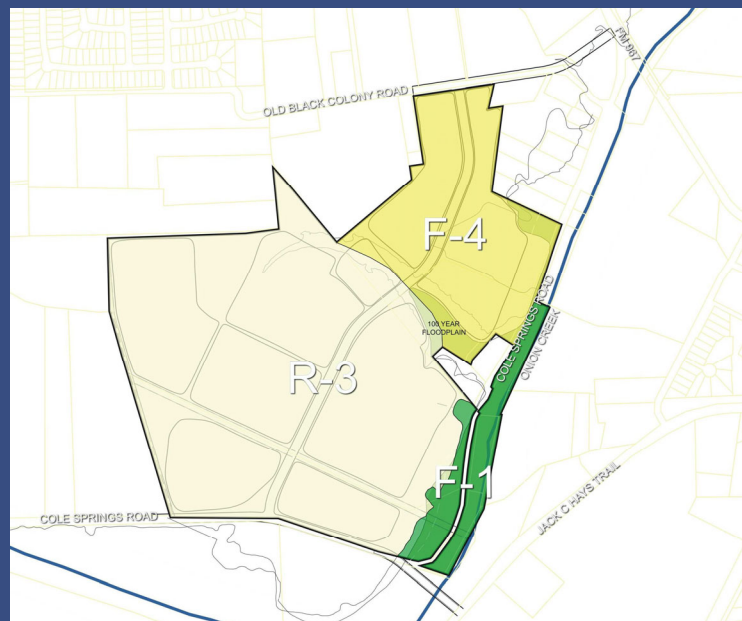 FM 967
OLD BLACK COLONY ROAD
F-4
100 YEAR
FLOODPLAIN
COLE SPRINGS ROAD
ONION CREEK
R-3
F-1
JACK C HAYS TRAIL
COLE SPRINGS ROAD